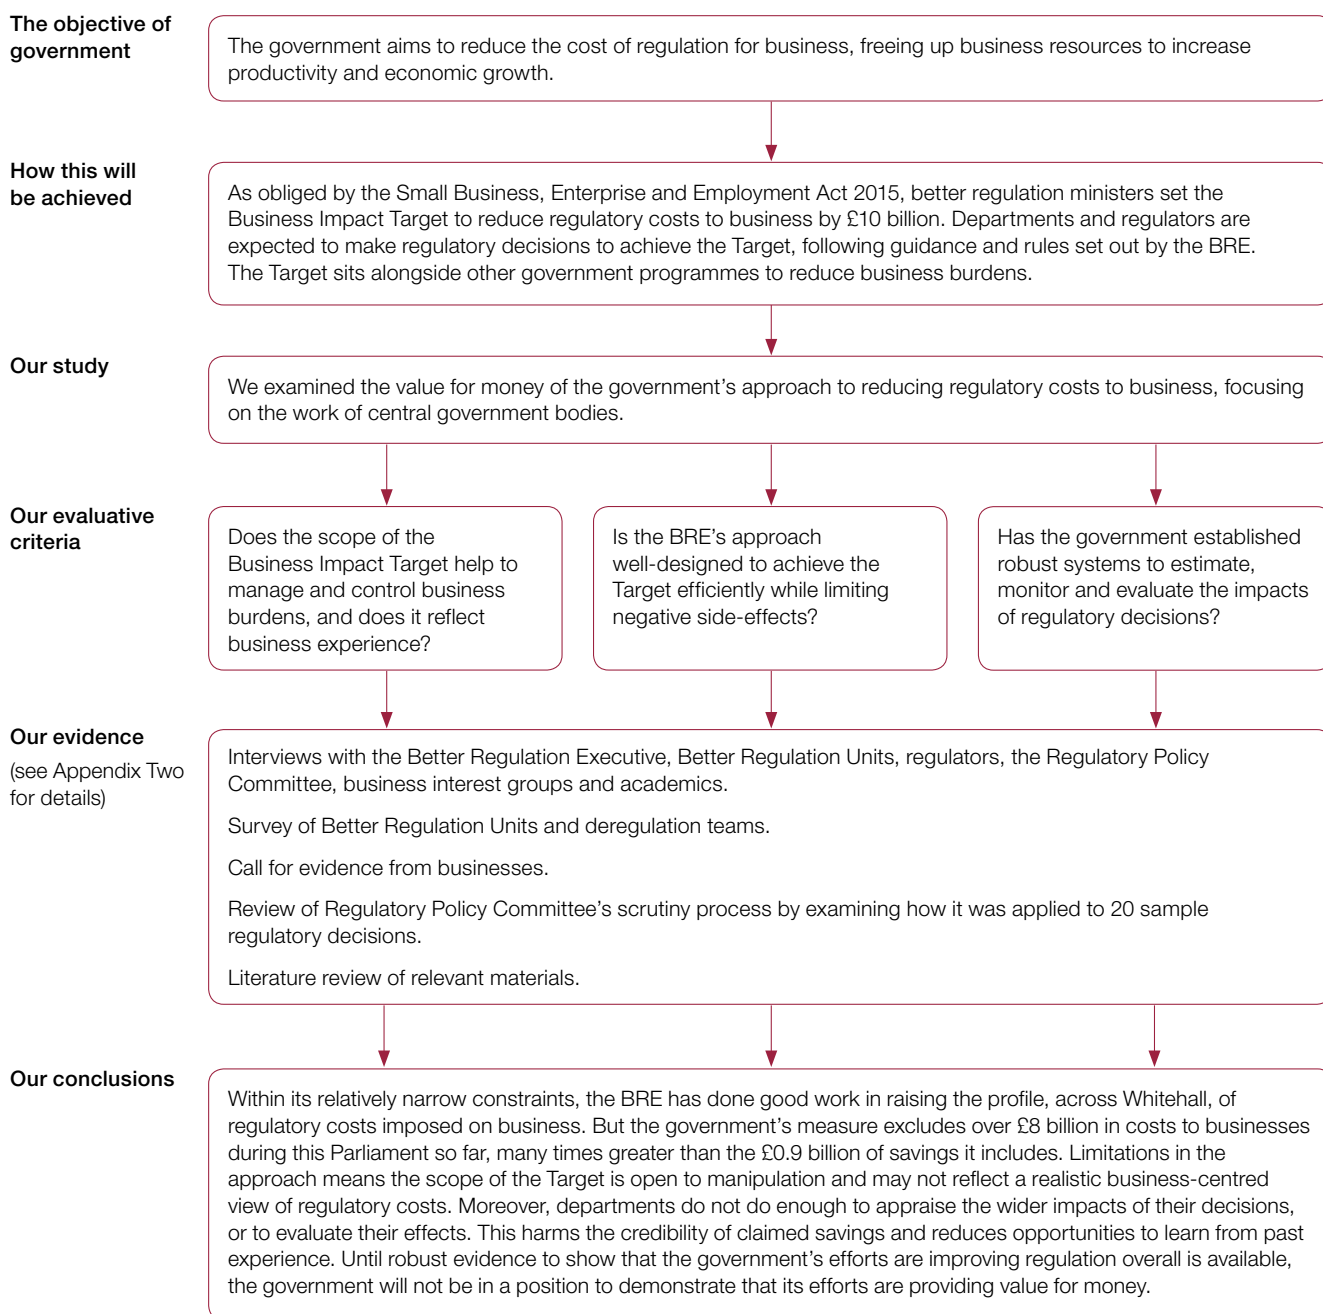 The objective of
government
The government aims to reduce the cost of regulation for business, freeing up business resources to increase
productivity and economic growth.
How this will
be achieved
As obliged by the Small Business, Enterprise and Employment Act 2015, better regulation ministers set the
Business Impact Target to reduce regulatory costs to business by £10 billion. Departments and regulators are
expected to make regulatory decisions to achieve the Target, following guidance and rules set out by the BRE.
The Target sits alongside other government programmes to reduce business burdens.
Our study
We examined the value for money of the government’s approach to reducing regulatory costs to business, focusing
on the work of central government bodies.
Our evaluative
criteria
Does the scope of the
Business Impact Target help to
manage and control business
burdens, and does it reflect
business experience?
Is the BRE’s approach
well-designed to achieve the
Target efficiently while limiting
negative side-effects?
Has the government established
robust systems to estimate,
monitor and evaluate the impacts
of regulatory decisions?
Our evidence
(see Appendix Two
for details)
Interviews with the Better Regulation Executive, Better Regulation Units, regulators, the Regulatory Policy
Committee, business interest groups and academics.
Survey of Better Regulation Units and deregulation teams.
Call for evidence from businesses.
Review of Regulatory Policy Committee’s scrutiny process by examining how it was applied to 20 sample
regulatory decisions.
Literature review of relevant materials.
Our conclusions
Within its relatively narrow constraints, the BRE has done good work in raising the profile, across Whitehall, of
regulatory costs imposed on business. But the government’s measure excludes over £8 billion in costs to businesses
during this Parliament so far, many times greater than the £0.9 billion of savings it includes. Limitations in the
approach means the scope of the Target is open to manipulation and may not reflect a realistic business-centred
view of regulatory costs. Moreover, departments do not do enough to appraise the wider impacts of their decisions,
or to evaluate their effects. This harms the credibility of claimed savings and reduces opportunities to learn from past
experience. Until robust evidence to show that the government’s efforts are improving regulation overall is available,
the government will not be in a position to demonstrate that its efforts are providing value for money.